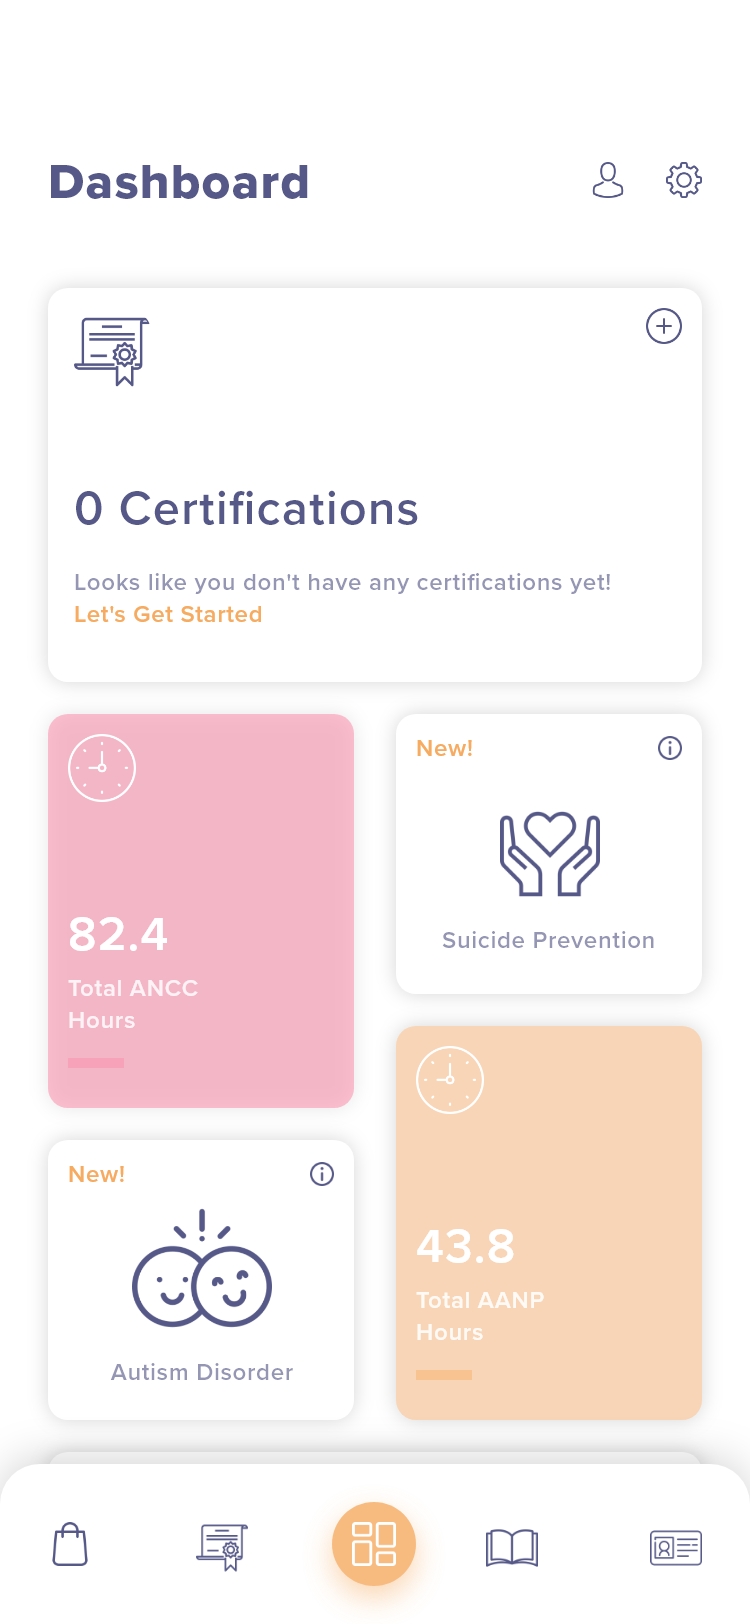 Dashboard
0 Certifications
Looks like you don't have any certifications yet!
Let's Get Started
82.4
Total ANCC
Hours
New!
Suicide Prevention
New!
Autism Disorder
43.8
Total AANP
Hours